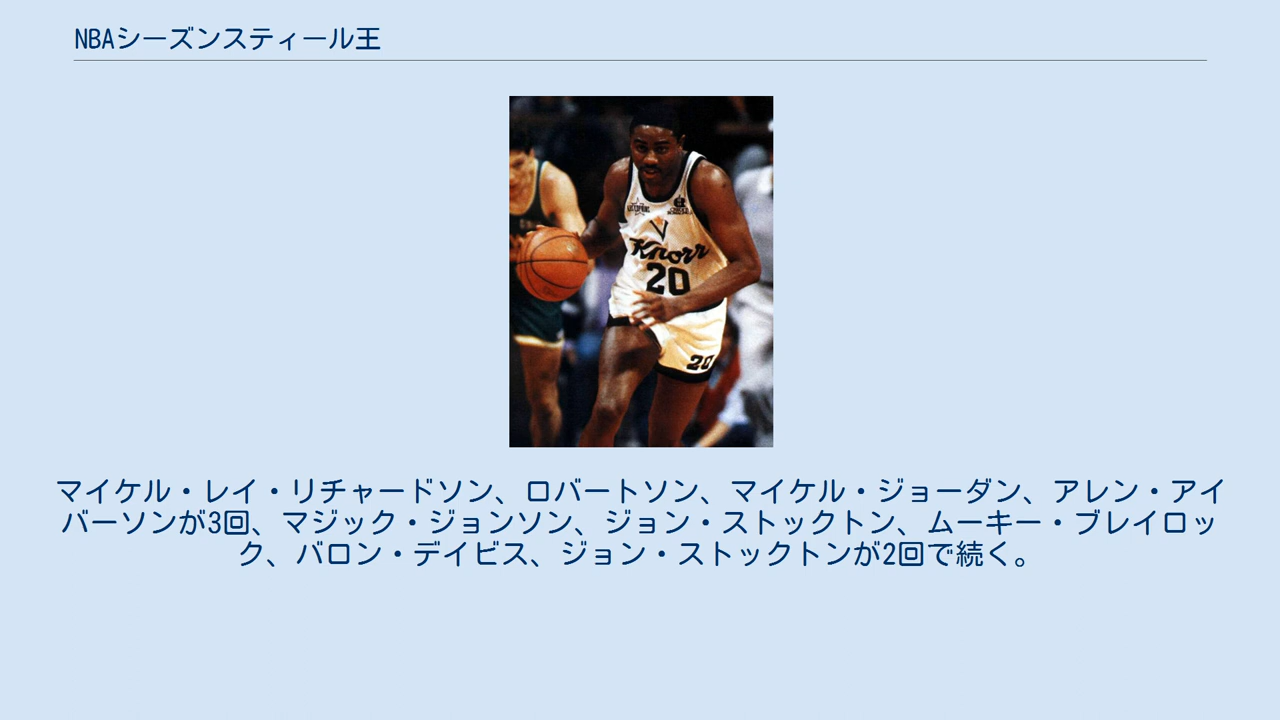 NBAシーズンスティール王
Knorr
20
20
マイケル・レイ・リチャードソン、ロバートソン、マイケル・ジョーダン、アレン・アイ
バーソンが3回、マジック・ジョンソン、ジョン・ストックトン、ムーキー・ブレイロッ
ク、バロン・デイビス、ジョン・ストックトンが2回で続く。